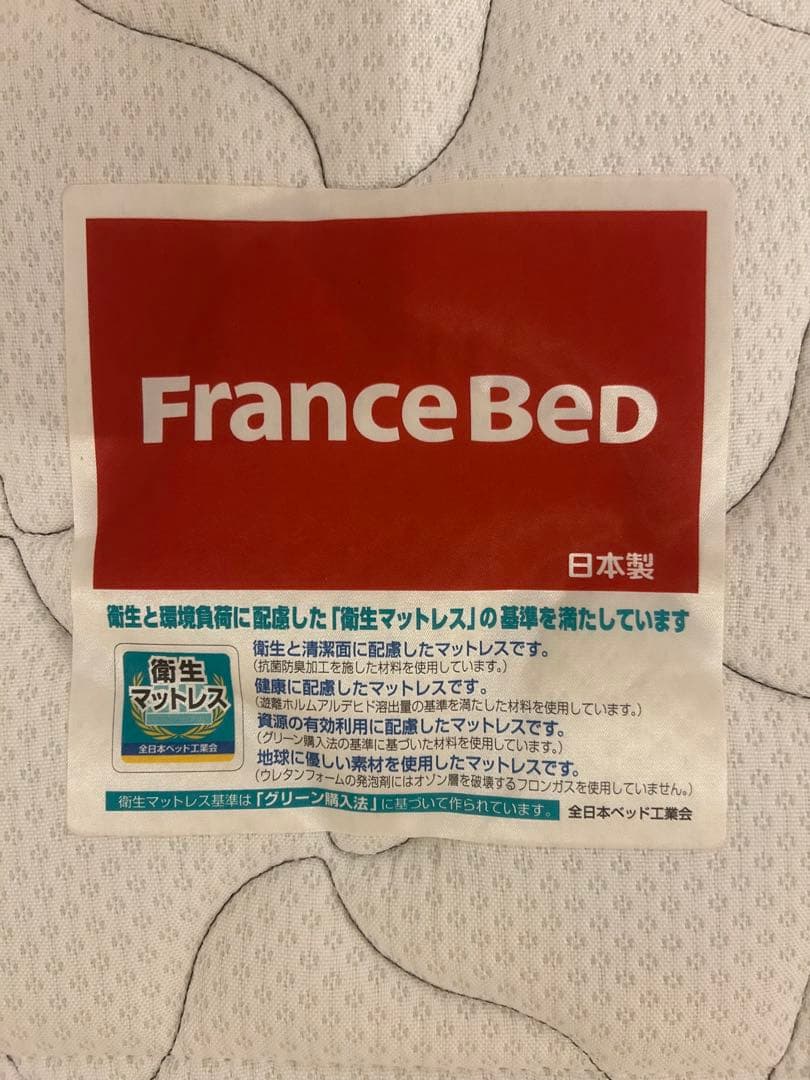 FranceBeD
日本製
衛生と環境負荷に配慮した「衛生マットレス」の基準を満たしています
衛生
マットレス
全日本ベッド工業会
衛生と清潔面に配慮したマットレスです。
(抗菌防臭加工を施した材料を使用しています。)
健康に配慮したマットレスです。
(遊離ホルムアルデヒド溶出量の基準を満たした材料を使用しています。)
資源の有効利用に配慮したマットレスです。
(グリーン購入法の基準に基づいた材料を使用しています。)
地球に優しい素材を使用したマットレスです。
(ウレタンフォームの発泡剤にはオゾン層を破壊するフロンガスを使用していません。)
衛生マットレス基準は「グリーン購入法」に基づいて作られています。 全日本ベッド工業会